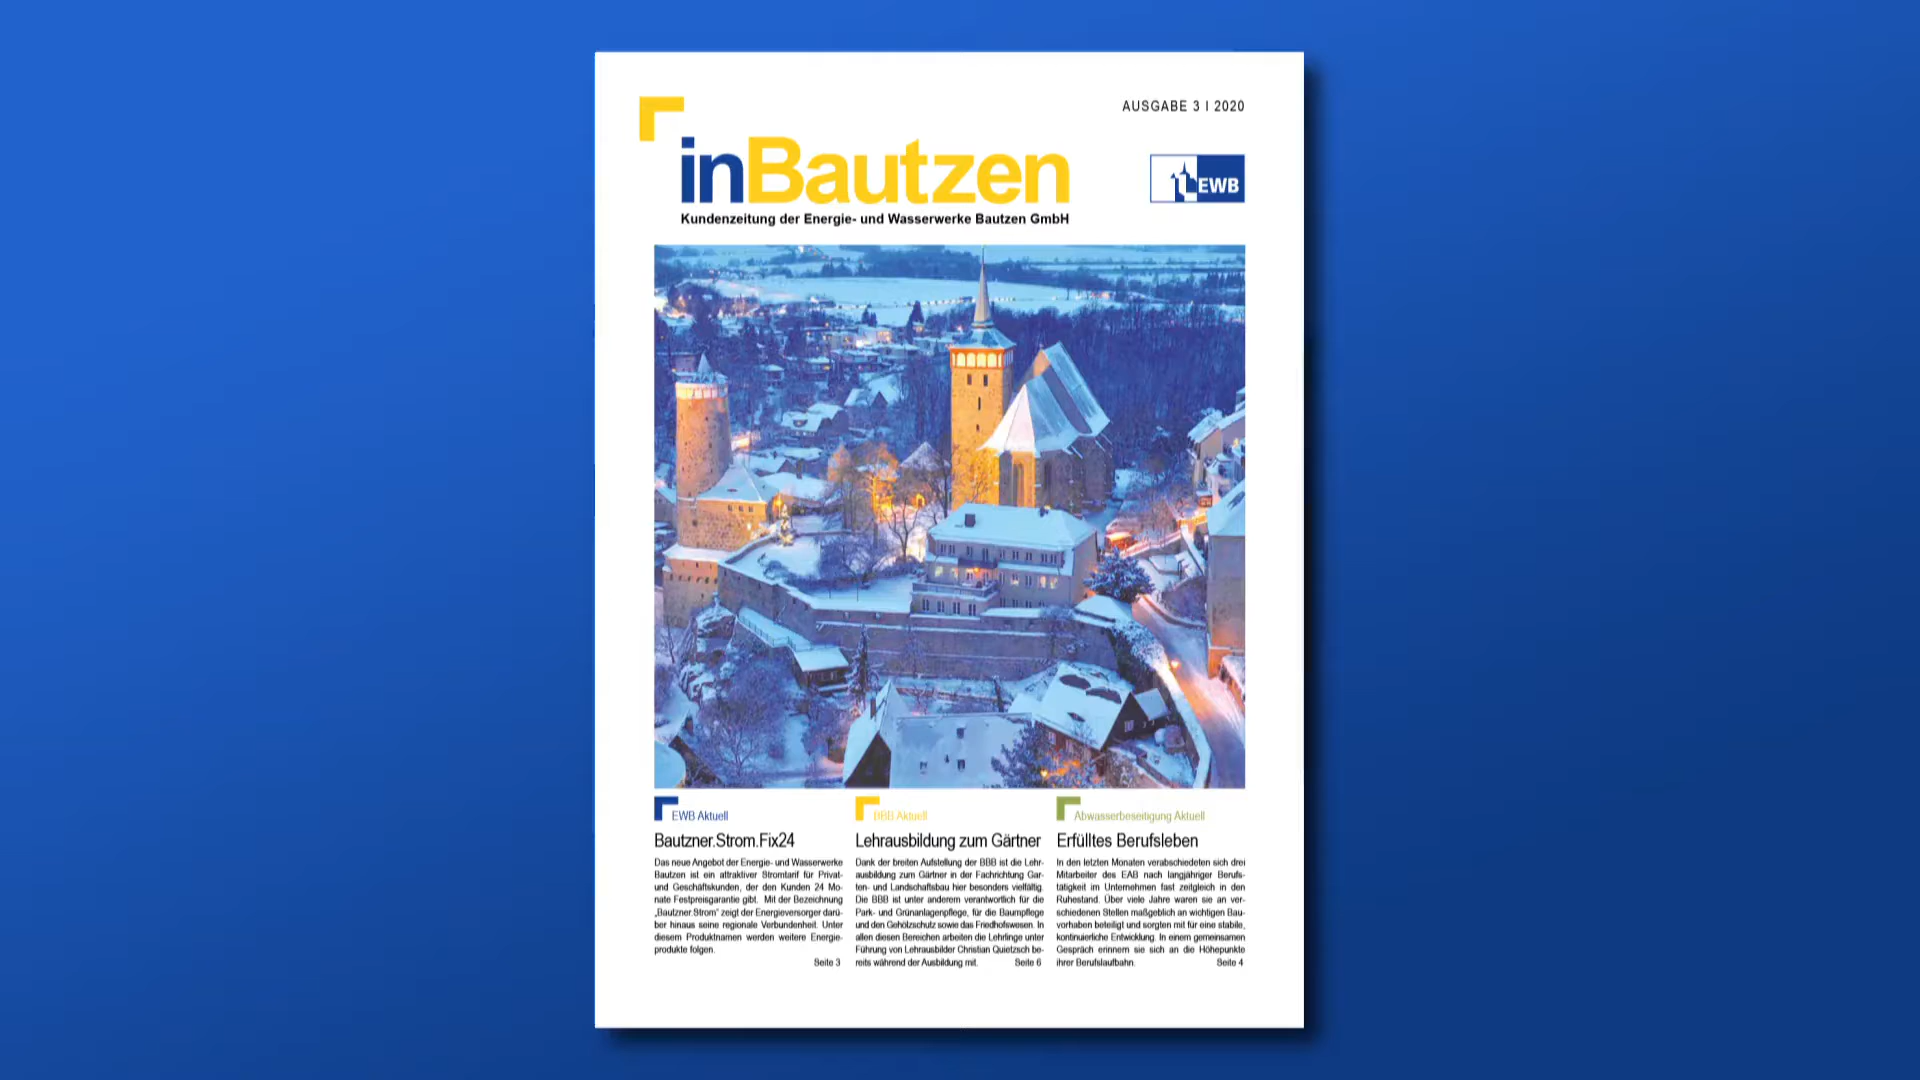 AUSGABE 3 I 2020
inBautzen
EWB
Kundenzeitung der Energie- und Wasserwerke Bautzen GmbH
EWB Aktuell
Bautzner.Strom.Fix24
Das neue Angebot der Energie- und Wasserwerke
Bautzen ist ein attraktiver Stromtarif für Privat-
und Geschäftskunden, der den Kunden 24 Mo-
nate Festpreisgarantie gibt. Mit der Bezeichnung
„Bautzner.Strom“ zeigt der Energieversorger darü-
ber hinaus seine regionale Verbundenheit. Unter
diesem Produktnamen werden weitere Energie-
produkte folgen.
Seite 3
BBB Aktuell
Lehrausbildung zum Gärtner
Dank der breiten Aufstellung der BBB ist die Lehr-
ausbildung zum Gärtner in der Fachrichtung Gar-
ten- und Landschaftsbau hier besonders vielfältig.
Die BBB ist unter anderem verantwortlich für die
Park- und Grünanlagenpflege, für die Baumpflege
und den Gehölzschutz sowie das Friedhofswesen. In
allen diesen Bereichen arbeiten die Lehrlinge unter
Führung von Lehrausbilder Christian Quietzsch be-
reits während der Ausbildung mit. Seite 6
Abwasserbeseitigung Aktuell
Erfülltes Berufsleben
In den letzten Monaten verabschiedeten sich drei
Mitarbeiter des EAB nach langjähriger Berufs-
tätigkeit im Unternehmen fast zeitgleich in den
Ruhestand. Über viele Jahre waren sie an ver-
schiedenen Stellen maßgeblich an wichtigen Bau-
vorhaben beteiligt und sorgten mit für eine stabile,
kontinuierliche Entwicklung. In einem gemeinsamen
Gespräch erinnern sie sich an die Höhepunkte
ihrer Berufslaufbahn. Seite 4